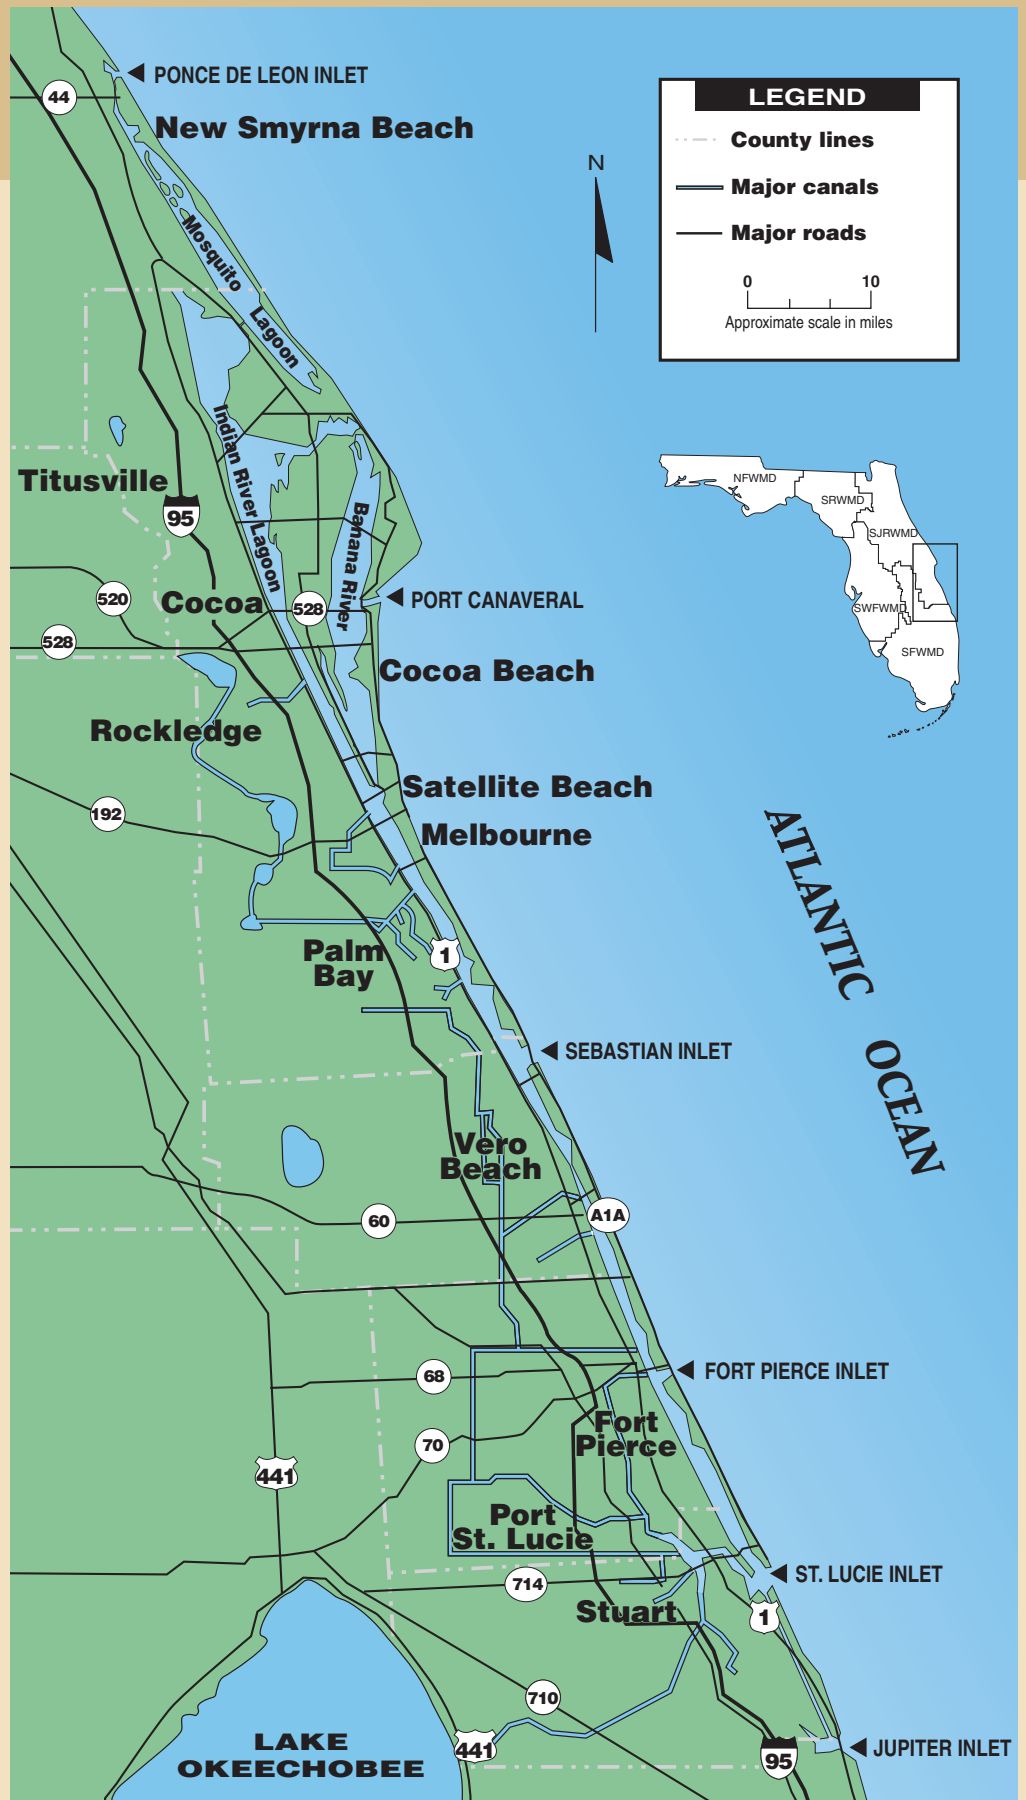 PONCE DE LEON INLET
44
New Smyrna Beach
LEGEND
County lines
Major canals
Major roads
0 10
Approximate scale in miles
N
Mosquito Lagoon
Indian River Lagoon
Banana River
Titusville
95
NFWMD
SRWMD
SJRWMD
SWFWMD
SFWMD
520
Cocoa
528
PORT CANAVERAL
528
Cocoa Beach
Rockledge
Satellite Beach
192
Melbourne
ATLANTIC OCEAN
Palm
Bay
1
SEBASTIAN INLET
Vero
Beach
60
A1A
FORT PIERCE INLET
68
Fort
Pierce
70
441
Port
St. Lucie
ST. LUCIE INLET
714
Stuart
1
710
LAKE
OKEECHOBEE
441
95
JUPITER INLET